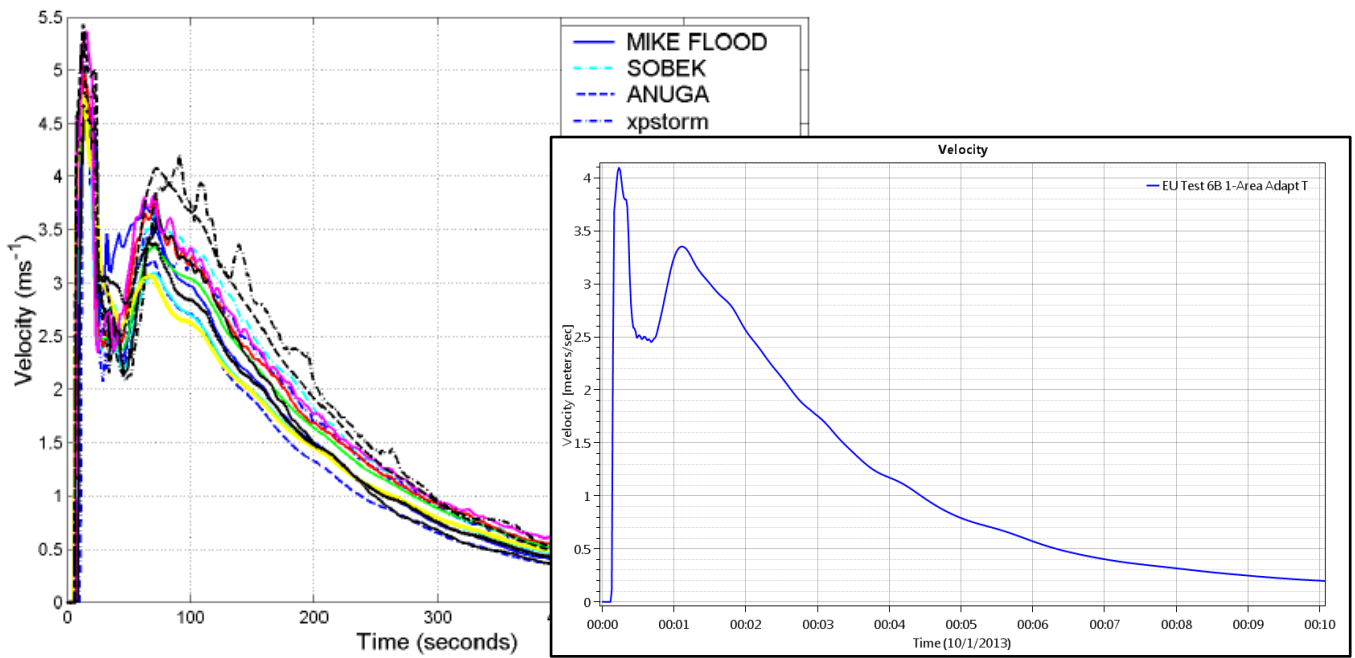 5.5
5
4.5
4
3.5
3
2.5
2
1.5
1
0.5
0
Velocity (ms-1)
0 100 200 300
Time (seconds)
MIKE FLOOD
SOBEK
ANUGA
xpstorm
Velocity
EU Test 6B 1-Area Adapt T
4
3.5
3
2.5
2
1.5
1
0.5
0
Velocity [meters/sec]
00:00 00:01 00:02 00:03 00:04 00:05 00:06 00:07 00:08 00:09 00:10
Time (10/1/2013)